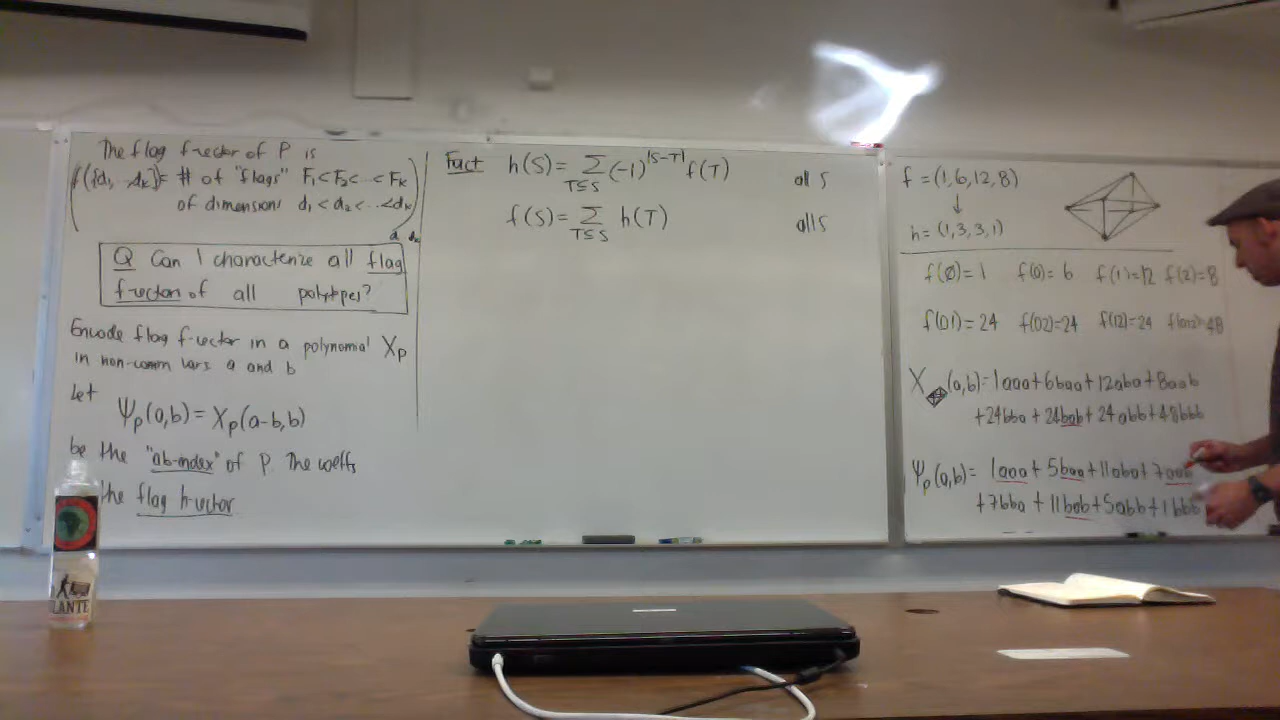 The flag f-vector of P is
f({d₁, ..., dₖ}) = # of "flags" F₁ < F₂ < ... < Fₖ
of dimensions d₁ < d₂ < ... < dₖ
Q Can I characterize all flag
f-vectors of all polytopes?
Encode flag f-vector in a polynomial Xₚ
in non-comm vars a and b
Let
Ψₚ(a,b) = Xₚ(a-b, b)
be the "ab-index" of P. The coeffs
the flag h-vector
Fact h(S) = Σ (-1)^|S-T| f(T) all S
T⊆S
f(S) = Σ h(T) all S
T⊆S
f = (1,6,12,8)
↓
h = (1,3,3,1)
f(∅)=1 f(0)=6 f(1)=12 f(2)=8
f(01)=24 f(02)=24 f(12)=24 f(012)=48
X (a,b)=1aaa+6baa+12aba+8aab
+24bba+24bab+24abb+48bbb
Ψₚ(a,b)= 1aaa+5baa+11aba+7aab
+7bba+11bab+5abb+1bbb
LANTE